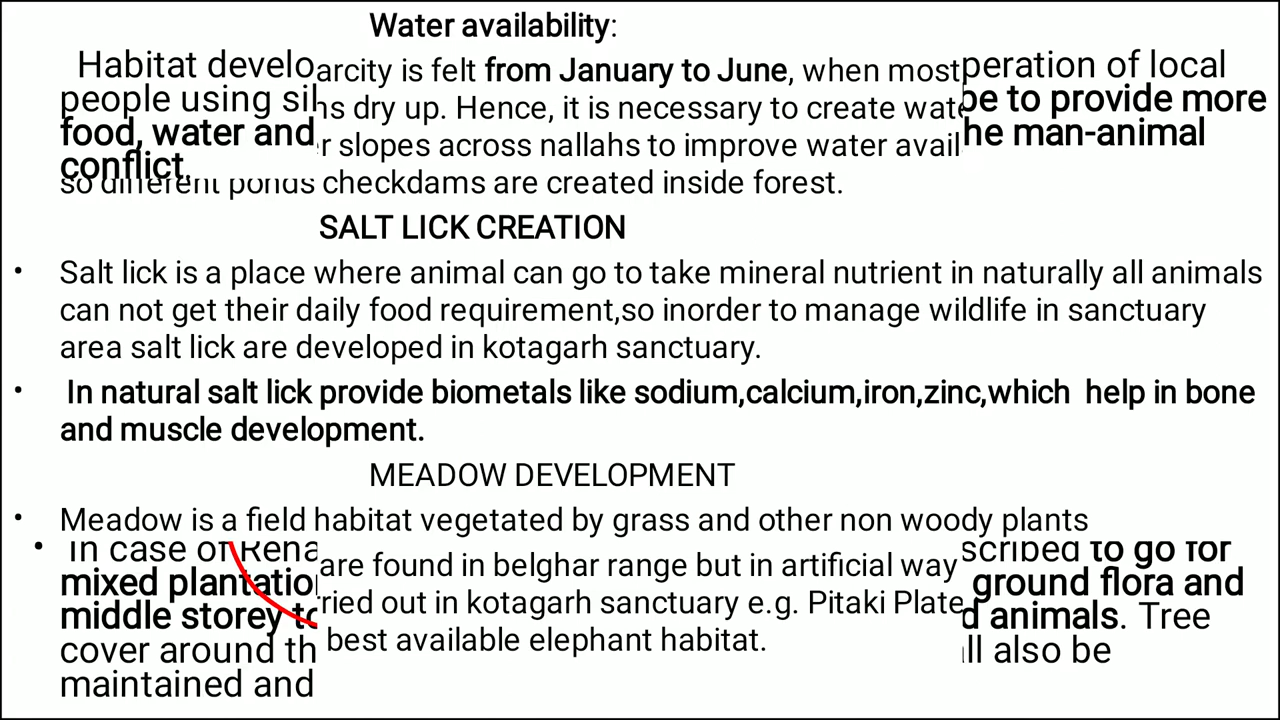 Water availability:
Habitat develo arcity is felt from January to June, when most peration of local
people using sil ns dry up. Hence, it is necessary to create wate be to provide more
food, water and r slopes across nallahs to improve water avail he man-animal
conflict.
so different ponds checkdams are created inside forest.
SALT LICK CREATION
• Salt lick is a place where animal can go to take mineral nutrient in naturally all animals
can not get their daily food requirement,so inorder to manage wildlife in sanctuary
area salt lick are developed in kotagarh sanctuary.
• In natural salt lick provide biometals like sodium,calcium,iron,zinc,which help in bone
and muscle development.
MEADOW DEVELOPMENT
• Meadow is a field habitat vegetated by grass and other non woody plants
• In case of Rena are found in belghar range but in artificial way scribed to go for
mixed plantatio ried out in kotagarh sanctuary e.g. Pitaki Plate ground flora and
middle storey to best available elephant habitat. d animals. Tree
cover around th ll also be
maintained and